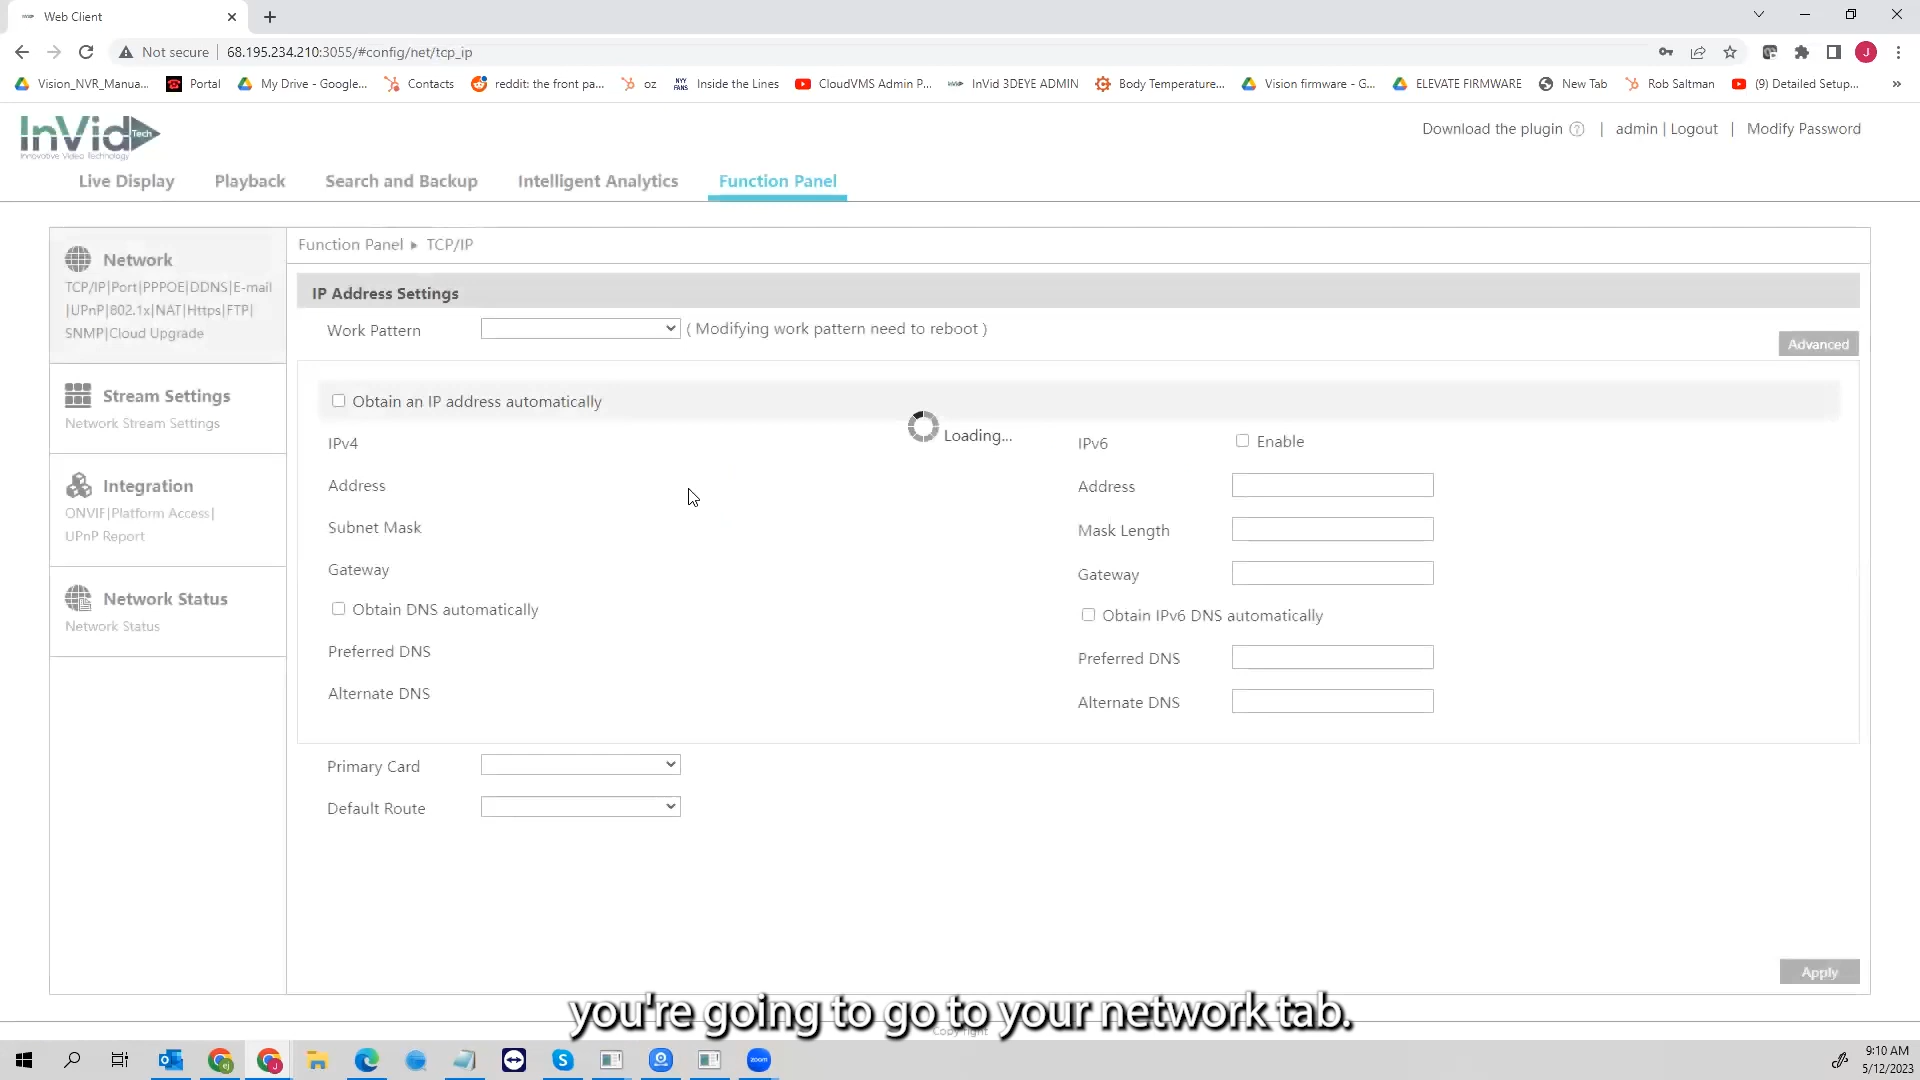 Web Client
Not secure 68.195.234.210:3055/#config/net/tcp_ip
J
Vision_NVR_Manua... Portal My Drive - Google... Contacts reddit: the front pa... oz NYY FANS Inside the Lines CloudVMS Admin P... InVid 3DEYE ADMIN Body Temperature... Vision firmware - G... ELEVATE FIRMWARE New Tab Rob Saltman (9) Detailed Setup... »
InVid Tech
Innovative Video Technology
Download the plugin ? | admin | Logout | Modify Password
Live Display Playback Search and Backup Intelligent Analytics Function Panel
Network
TCP/IP|Port|PPPOE|DDNS|E-mail
|UPnP|802.1x|NAT|Https|FTP|
SNMP|Cloud Upgrade
Stream Settings
Network Stream Settings
Integration
ONVIF|Platform Access|
UPnP Report
Network Status
Network Status
Function Panel ▸ TCP/IP
IP Address Settings
Work Pattern ( Modifying work pattern need to reboot )
Advanced
Obtain an IP address automatically
Loading...
IPv4
Address
Subnet Mask
Gateway
Obtain DNS automatically
Preferred DNS
Alternate DNS
IPv6 Enable
Address
Mask Length
Gateway
Obtain IPv6 DNS automatically
Preferred DNS
Alternate DNS
Primary Card
Default Route
Apply
you're going to go to your network tab.
Copy right
zoom
9:10 AM
5/12/2023